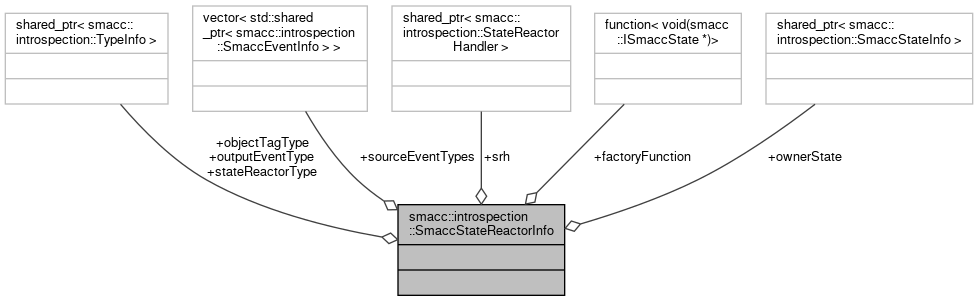 shared_ptr< smacc::
introspection::TypeInfo >
vector< std::shared
_ptr< smacc::introspection
::SmaccEventInfo > >
shared_ptr< smacc::
introspection::StateReactor
Handler >
function< void(smacc
::ISmaccState *)>
shared_ptr< smacc::
introspection::SmaccStateInfo >
+objectTagType
+outputEventType
+stateReactorType
+sourceEventTypes
+srh
+factoryFunction
+ownerState
smacc::introspection
::SmaccStateReactorInfo